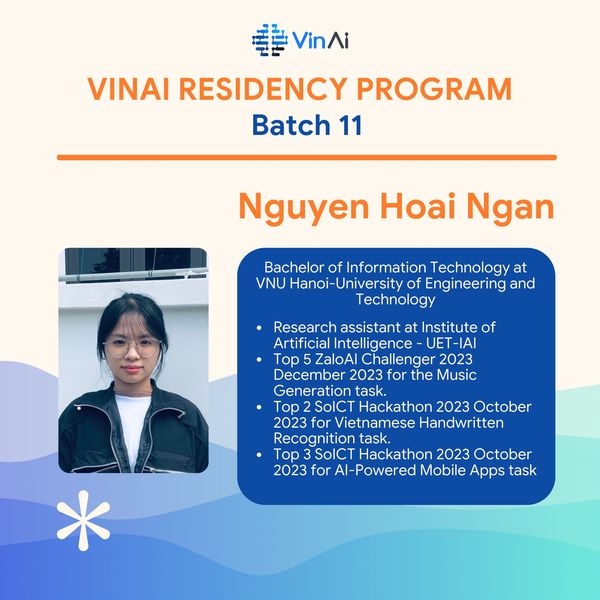 VinAi
VINAI RESIDENCY PROGRAM
Batch 11
Nguyen Hoai Ngan
Bachelor of Information Technology at
VNU Hanoi-University of Engineering and
Technology
• Research assistant at Institute of
Artificial Intelligence - UET-IAI
• Top 5 ZaloAI Challenger 2023
December 2023 for the Music
Generation task.
• Top 2 SoICT Hackathon 2023 October
2023 for Vietnamese Handwritten
Recognition task.
• Top 3 SoICT Hackathon 2023 October
2023 for AI-Powered Mobile Apps task